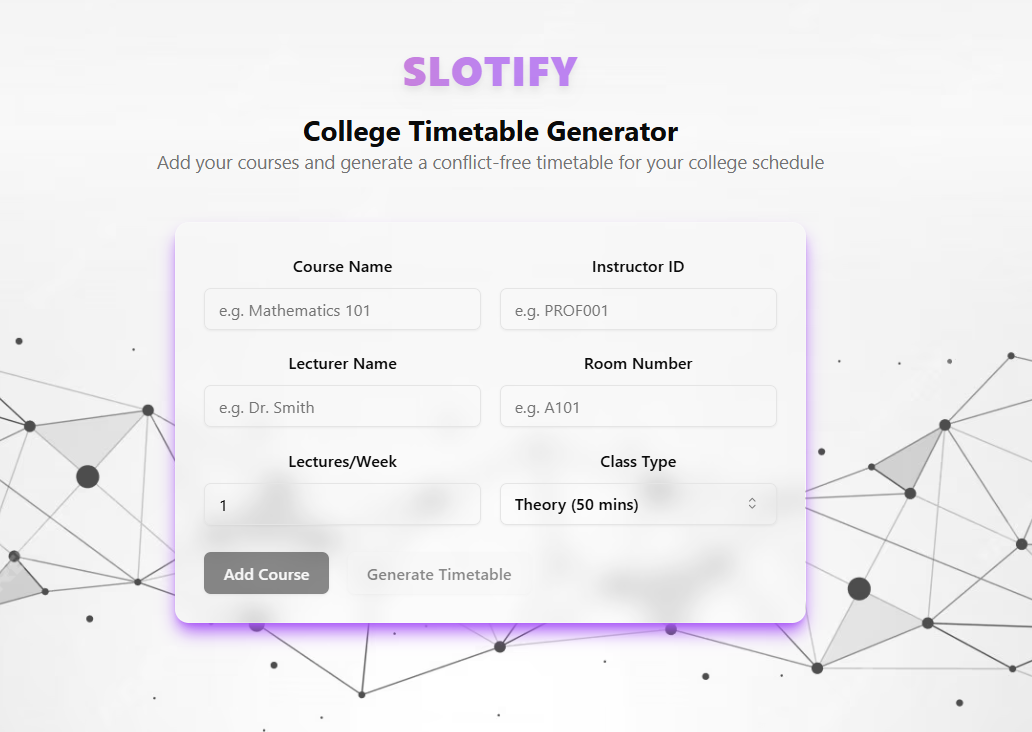 SLOTIFY
College Timetable Generator
Add your courses and generate a conflict-free timetable for your college schedule
Course Name
Instructor ID
e.g. Mathematics 101
e.g. PROF001
Lecturer Name
Room Number
e.g. Dr. Smith
e.g. A101
Lectures/Week
Class Type
1
Theory (50 mins)
Add Course
Generate Timetable